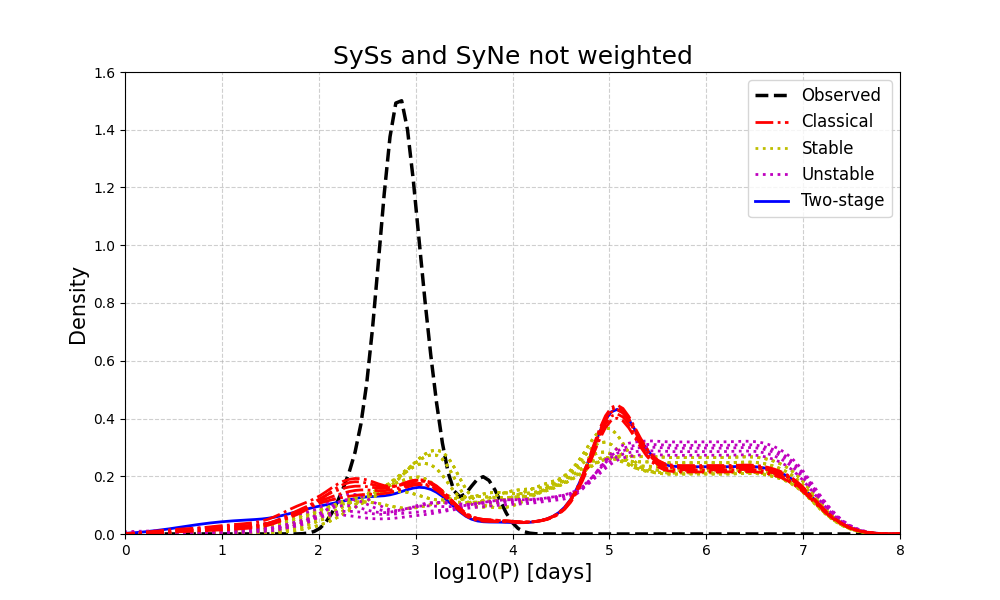 SySs and SyNe not weighted
Density
1.6
1.4
1.2
1.0
0.8
0.6
0.4
0.2
0.0
Observed
Classical
Stable
Unstable
Two-stage
0 1 2 3 4 5 6 7 8
log10(P) [days]